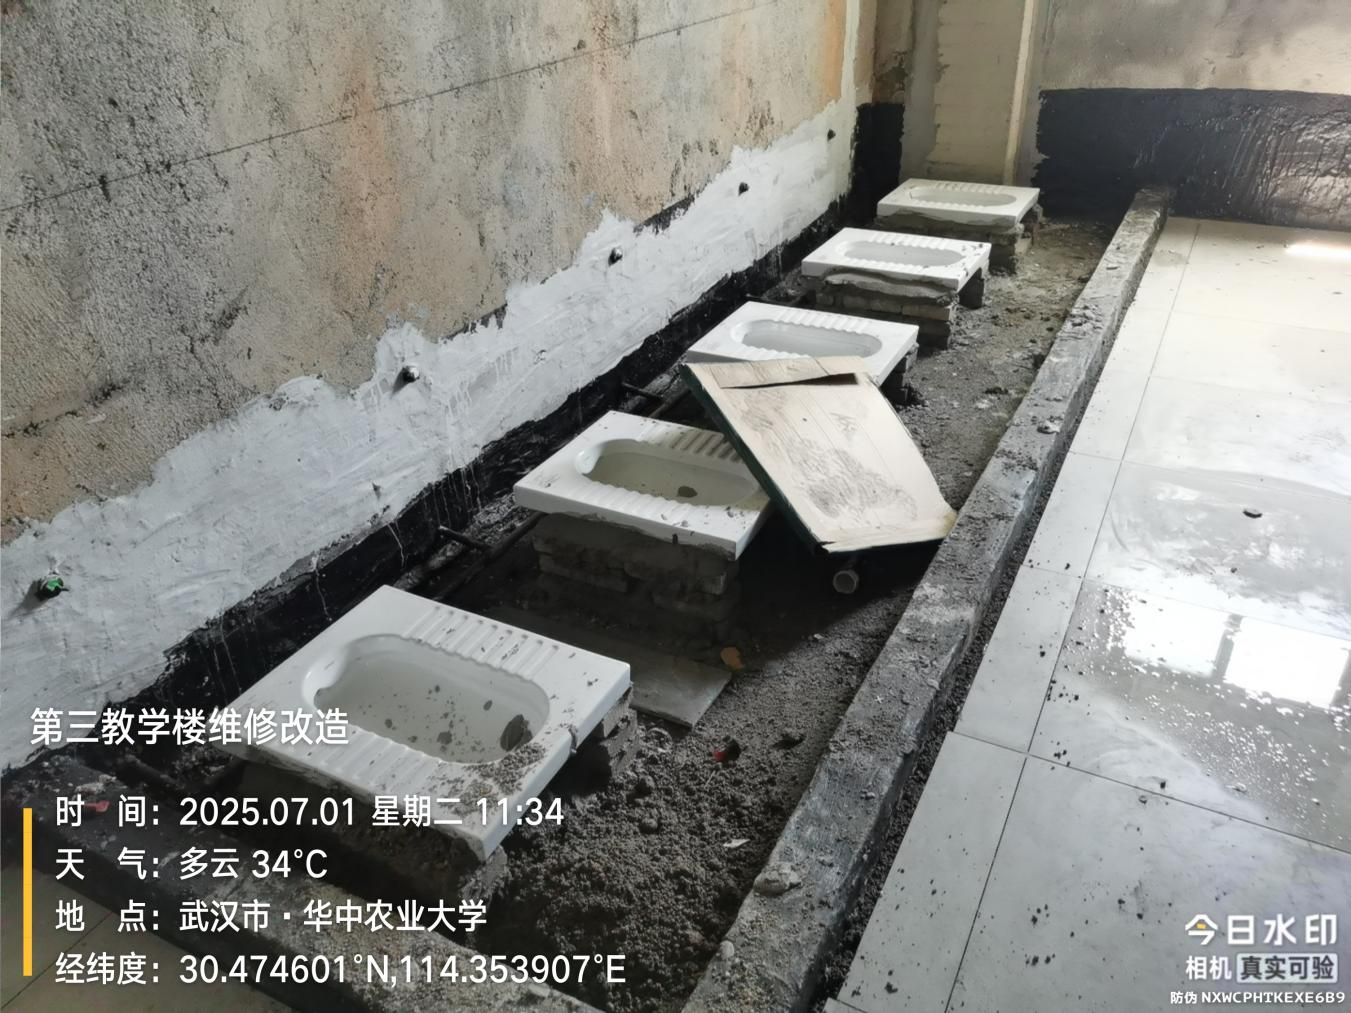 第三教学楼维修改造
时 间：2025.07.01 星期二 11:34
天 气：多云 34°C
地 点：武汉市·华中农业大学
经纬度：30.474601°N,114.353907°E
今日水印
相机 真实可验
防伪 NXWCPHTKEXE6B9